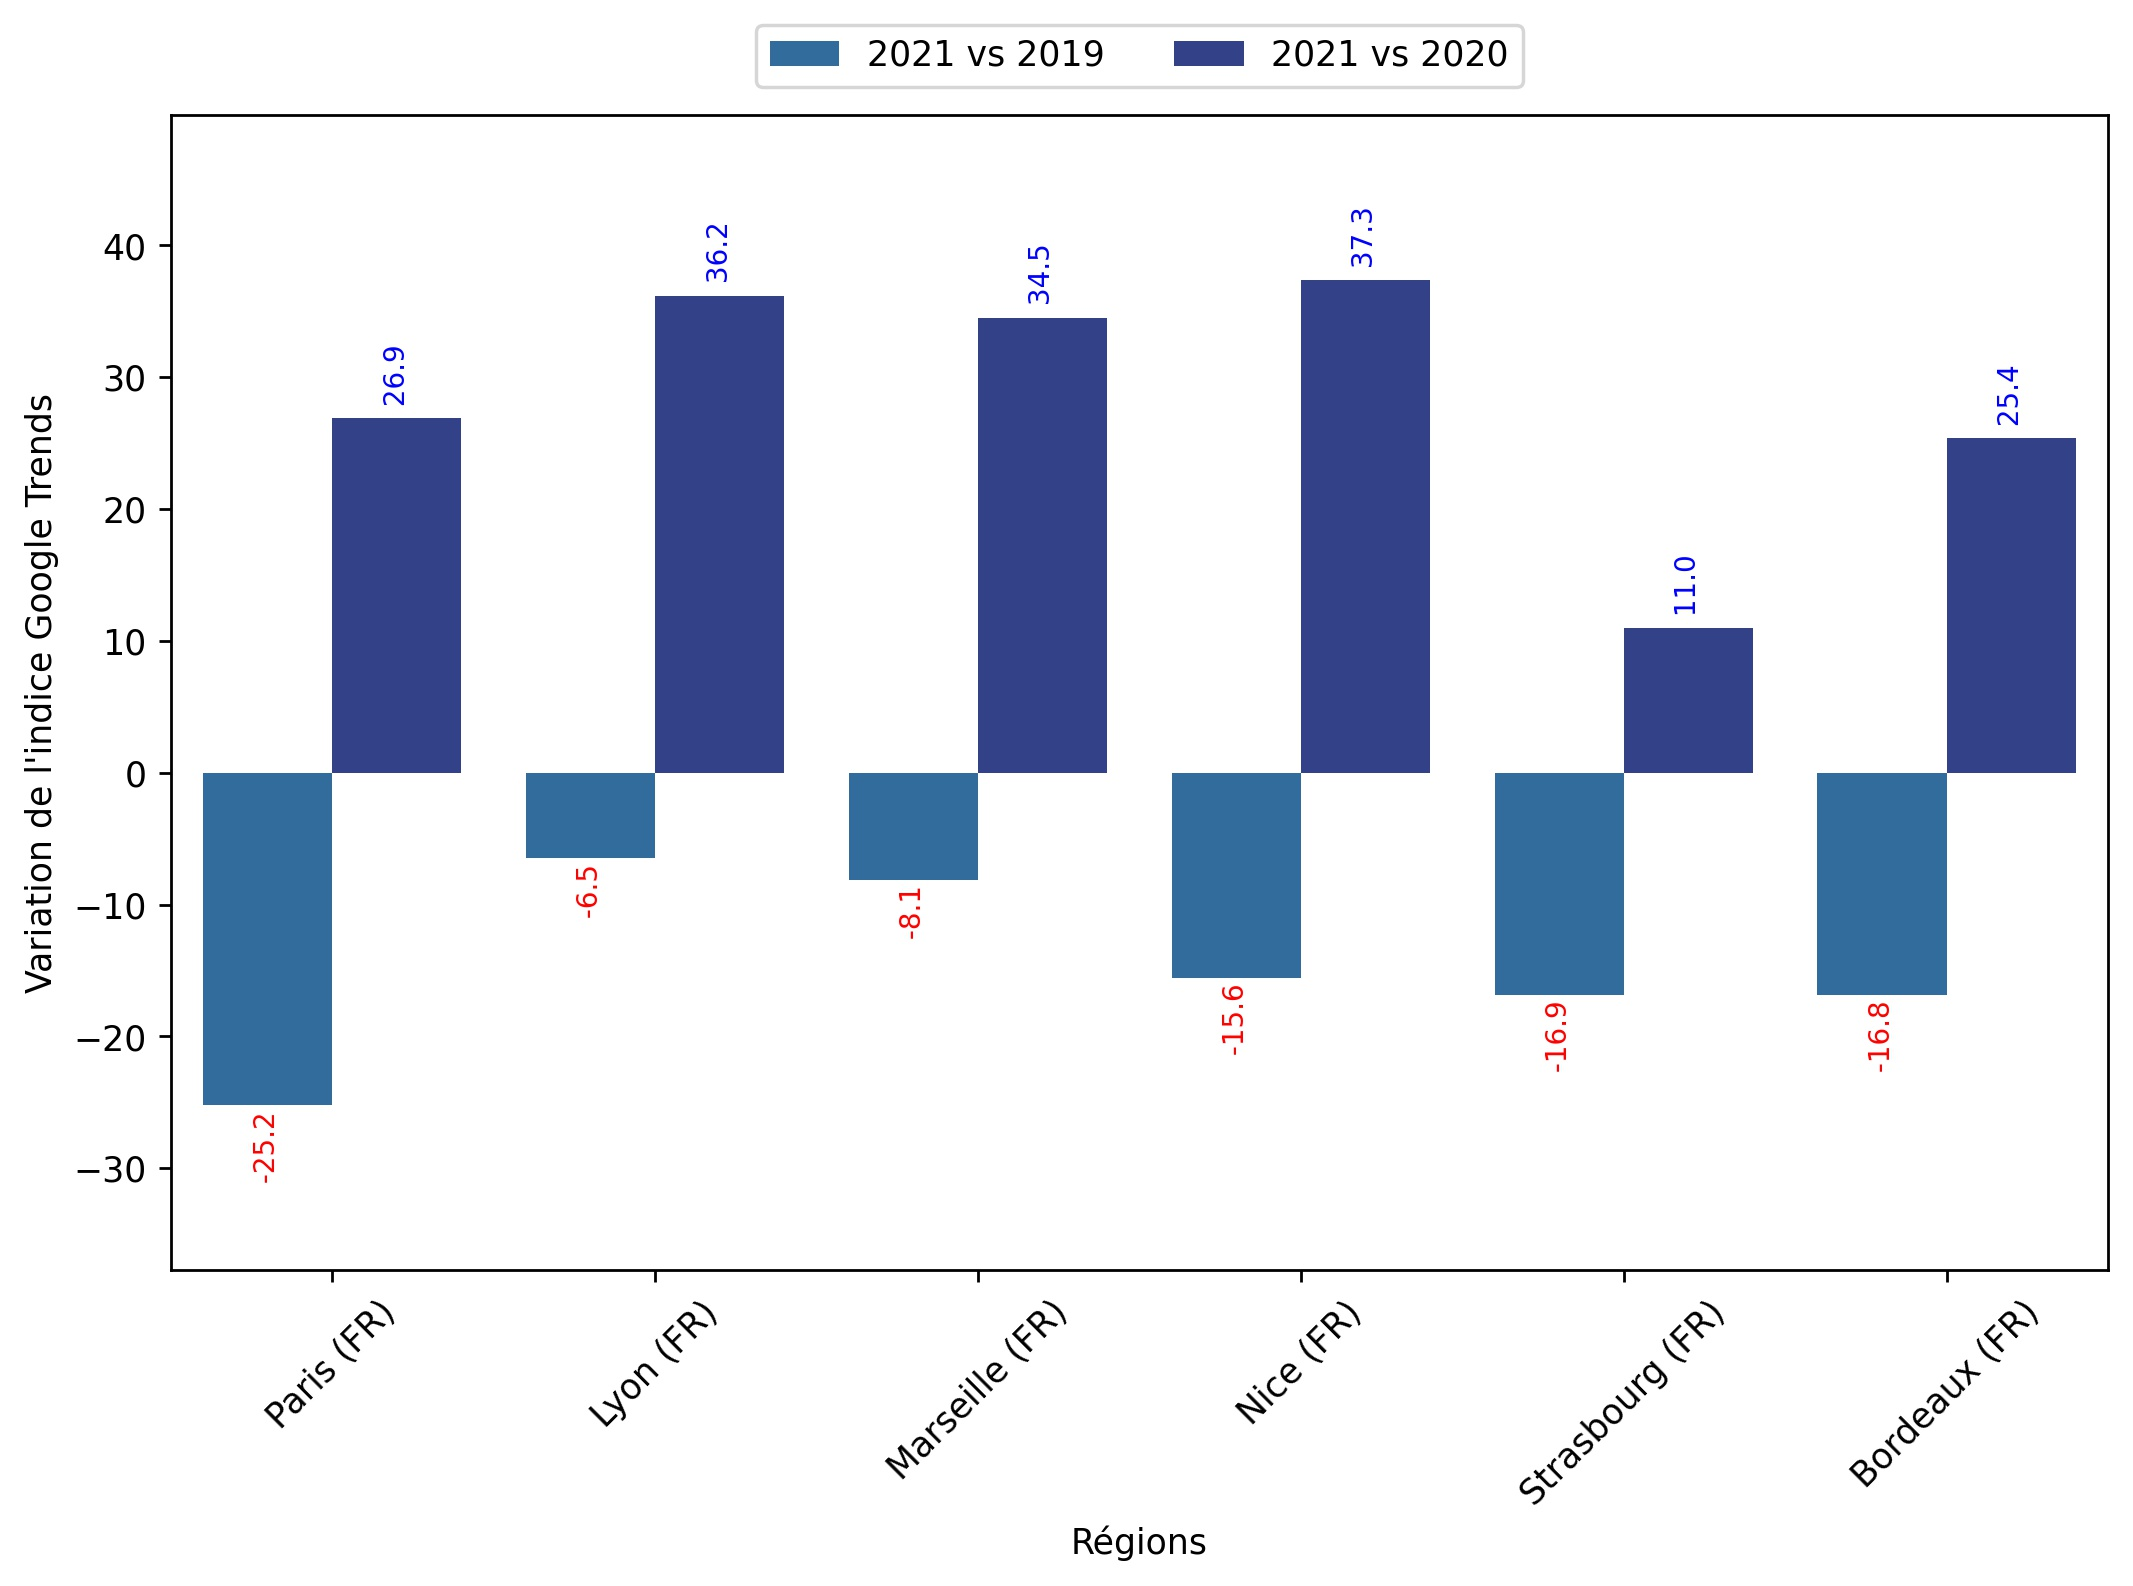 2021 vs 2019
2021 vs 2020
Variation de l'indice Google Trends
40
30
20
10
0
−10
−20
−30
26.9
36.2
34.5
37.3
11.0
25.4
-25.2
-6.5
-8.1
-15.6
-16.9
-16.8
Paris (FR)
Lyon (FR)
Marseille (FR)
Nice (FR)
Strasbourg (FR)
Bordeaux (FR)
Régions